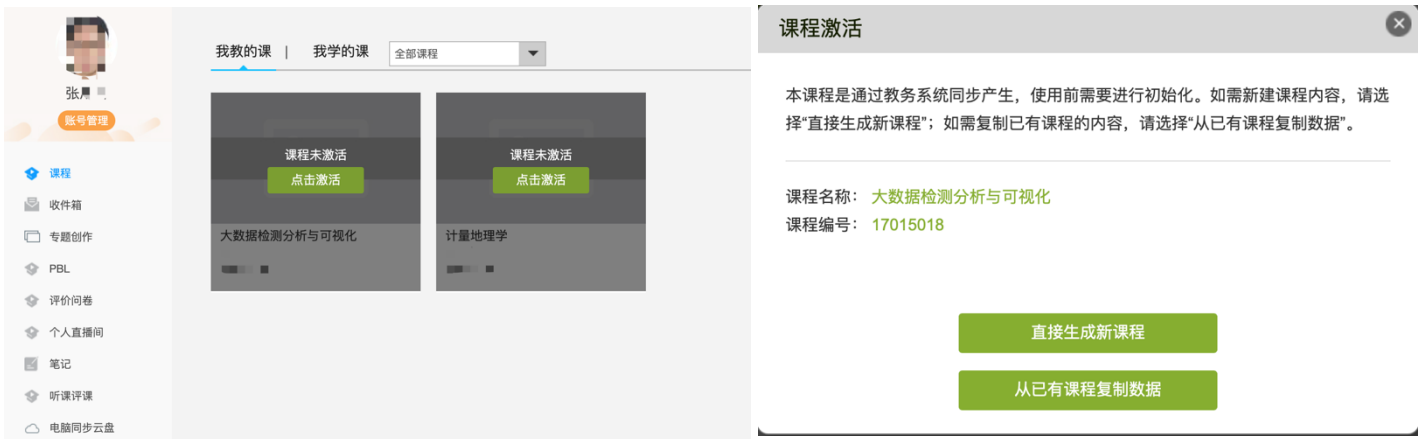 张
账号管理
课程
收件箱
专题创作
PBL
评价问卷
个人直播间
笔记
听课评课
电脑同步云盘
我教的课 | 我学的课 全部课程
课程未激活
点击激活
大数据检测分析与可视化
课程未激活
点击激活
计量地理学
课程激活
本课程是通过教务系统同步产生，使用前需要进行初始化。如需新建课程内容，请选
择“直接生成新课程”；如需复制已有课程的内容，请选择“从已有课程复制数据”。
课程名称： 大数据检测分析与可视化
课程编号： 17015018
直接生成新课程
从已有课程复制数据